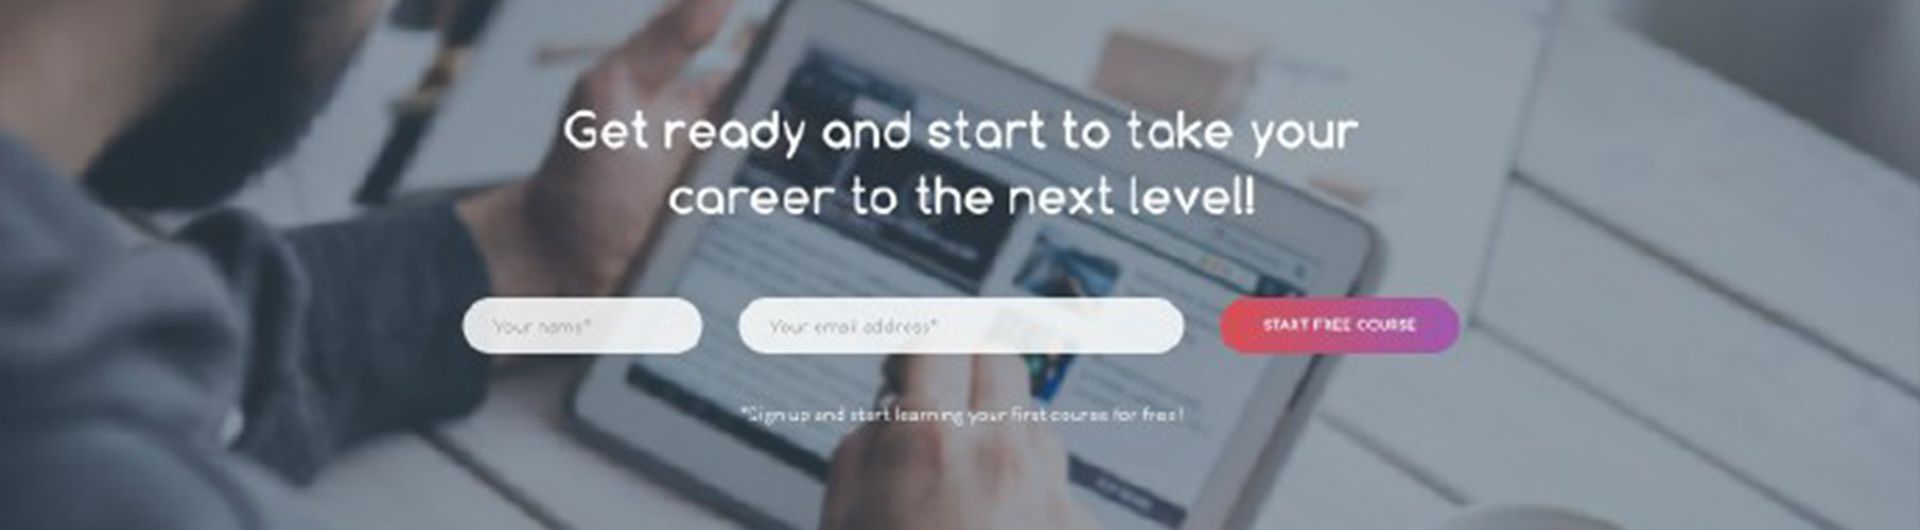 Get ready and start to take your
career to the next level!
Your name*
Your email address*
START FREE COURSE
*Sign up and start learning your first course for free!